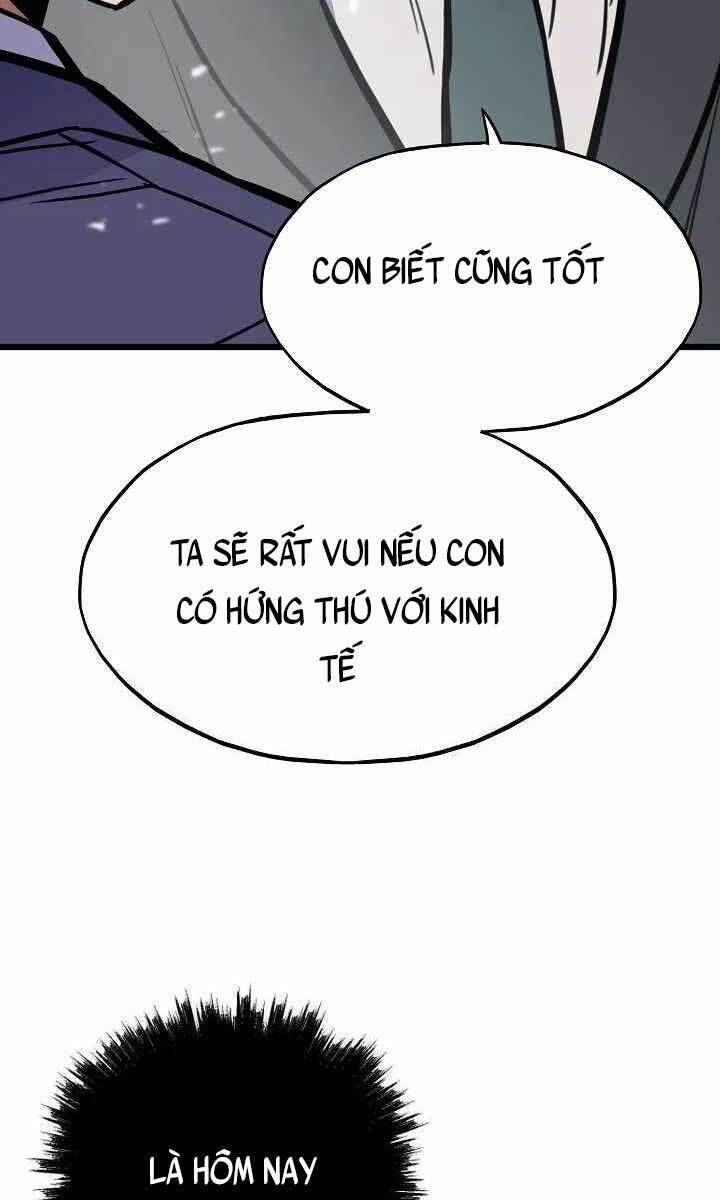 CON BIẾT CŨNG TỐT
TA SẼ RẤT VUI NẾU CON
CÓ HỨNG THÚ VỚI KINH
TẾ
LÀ HÔM NAY